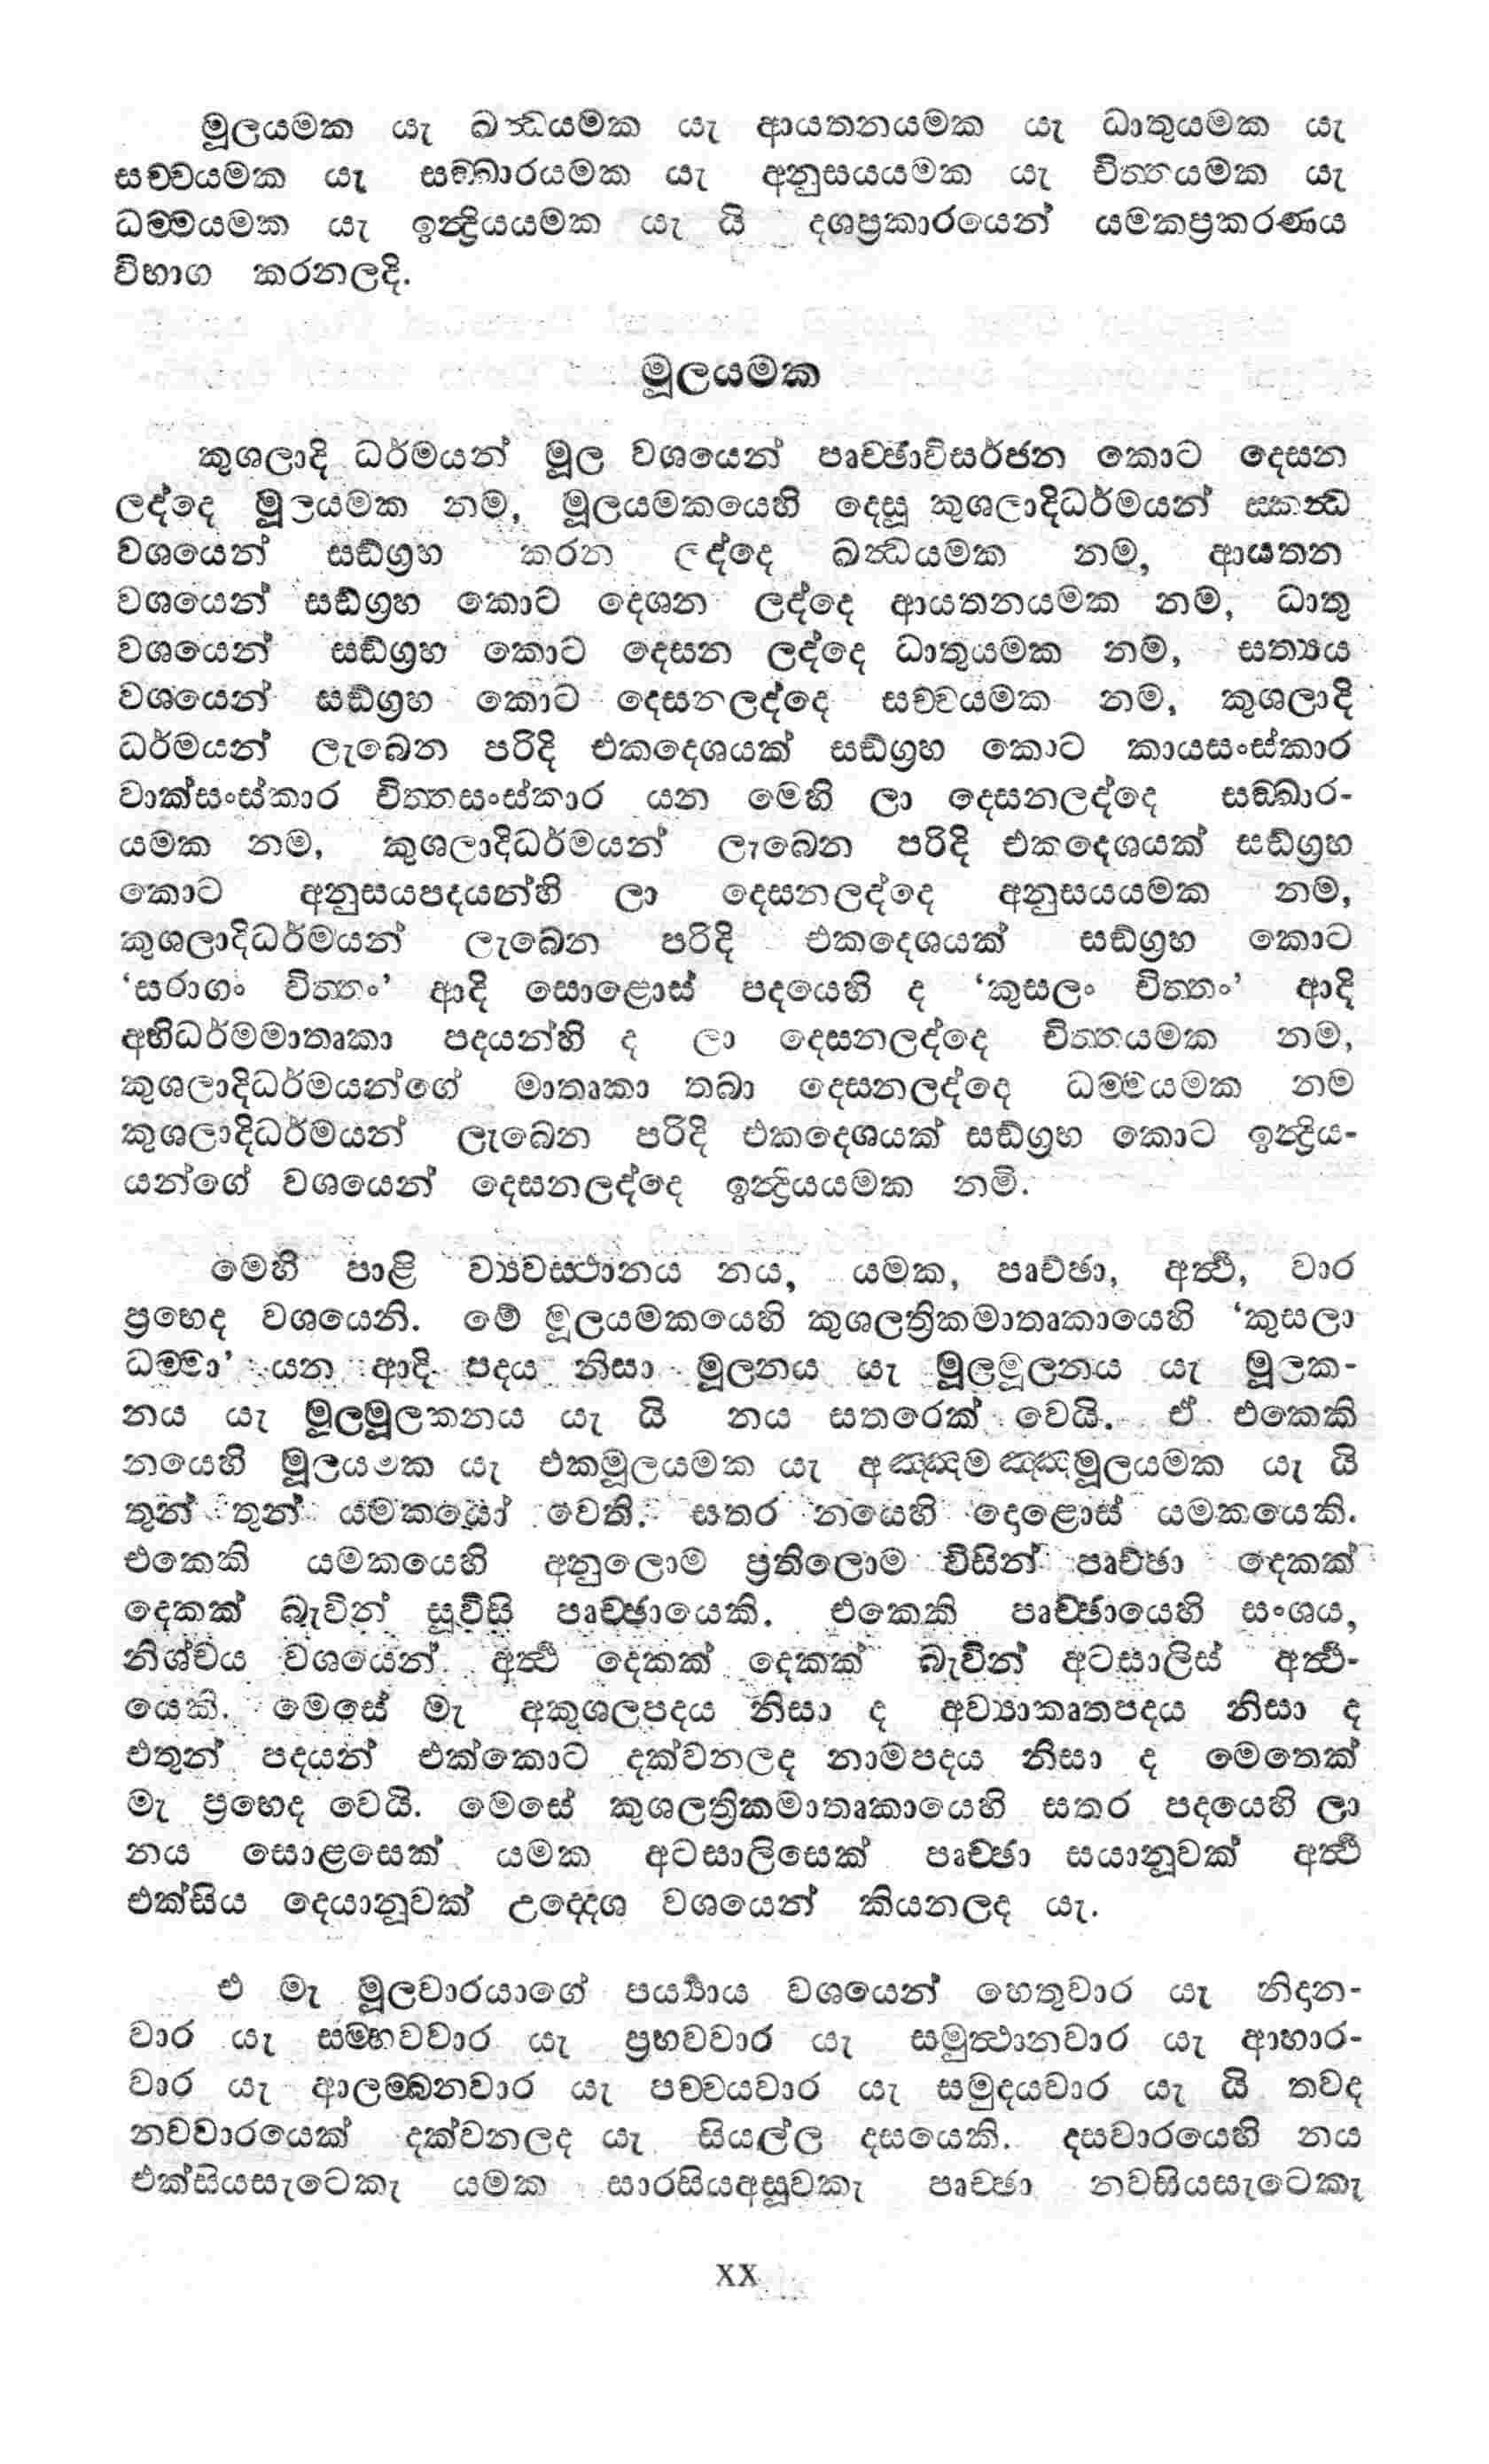 මූලයමක යැ ඛන්‍ධයමක යැ ආයතනයමක යැ ධාතුයමක යැ
සච්චයමක යැ සඞ්ඛාරයමක යැ අනුසයයමක යැ චිත්තයමක යැ
ධම්මයමක යැ ඉන්‍ද්‍රියයමක යැ යි දශප්‍රකාරයෙන් යමකප්‍රකරණය
විභාග කරනලදි.
මූලයමක
කුශලාදි ධර්මයන් මූල වශයෙන් පෘච්ඡාවිසර්ජන කොට දෙසන
ලද්දෙ මූලයමක නම, මූලයමකයෙහි දෙසූ කුශලාදිධර්මයන් ස්කන්‍ධ
වශයෙන් සඞ්ග්‍රහ කරන ලද්දෙ ඛන්‍ධයමක නම, ආයතන
වශයෙන් සඞ්ග්‍රහ කොට දෙශන ලද්දෙ ආයතනයමක නම, ධාතු
වශයෙන් සඞ්ග්‍රහ කොට දෙසන ලද්දෙ ධාතුයමක නම, සත්‍යය
වශයෙන් සඞ්ග්‍රහ කොට දෙසනලද්දෙ සච්චයමක නම, කුශලාදි
ධර්මයන් ලැබෙන පරිදි එකදෙශයක් සඞ්ග්‍රහ කොට කායසංස්කාර
වාක්සංස්කාර චිත්තසංස්කාර යන මෙහි ලා දෙසනලද්දෙ සඞ්ඛාර-
යමක නම, කුශලාදිධර්මයන් ලැබෙන පරිදි එකදෙශයක් සඞ්ග්‍රහ
කොට අනුසයපදයන්හි ලා දෙසනලද්දෙ අනුසයයමක නම,
කුශලාදිධර්මයන් ලැබෙන පරිදි එකදෙශයක් සඞ්ග්‍රහ කොට
‘සරාගං චිත්තං’ ආදි සොළොස් පදයෙහි ද ‘කුසලං චිත්තං’ ආදි
අභිධර්මමාතෘකා පදයන්හි ද ලා දෙසනලද්දෙ චිත්තයමක නම,
කුශලාදිධර්මයන්ගේ මාතෘකා තබා දෙසනලද්දෙ ධම්මයමක නම
කුශලාදිධර්මයන් ලැබෙන පරිදි එකදෙශයක් සඞ්ග්‍රහ කොට ඉන්‍ද්‍රිය-
යන්ගේ වශයෙන් දෙසනලද්දෙ ඉන්‍ද්‍රියයමක නමි.
මෙහි පාළි ව්‍යවස්ථානය නය, යමක, පෘච්ඡා, අර්‍ත්‍ථ, වාර
ප්‍රභෙද වශයෙනි. මේ මූලයමකයෙහි කුශලත්‍රිකමාතෘකායෙහි ‘කුසලා
ධම්මා’ යන ආදි පදය නිසා මූලනය යැ මූලමූලනය යැ මූලක-
නය යැ මූලමූලකනය යැ යි නය සතරෙක් වෙයි. ඒ එකෙකි
නයෙහි මූලයමක යැ එකමූලයමක යැ අඤ්ඤමඤ්ඤමූලයමක යැ යි
තුන් තුන් යමකයෝ වෙති. සතර නයෙහි දොළොස් යමකයෙකි.
එකෙකි යමකයෙහි අනුලොම ප්‍රතිලොම විසින් පෘච්ඡා දෙකක්
දෙකක් බැවින් සූවිසි පෘච්ඡායෙකි. එකෙකි පෘච්ඡායෙහි සංශය,
නිශ්චය වශයෙන් අර්‍ත්‍ථ දෙකක් දෙකක් බැවින් අටසාලිස් අර්‍ත්‍ථ-
යෙකි. මෙසේ මැ අකුශලපදය නිසා ද අව්‍යාකෘතපදය නිසා ද
එතුන් පදයන් එක්කොට දක්වනලද නාමපදය නිසා ද මෙතෙක්
මැ ප්‍රභෙද වෙයි. මෙසේ කුශලත්‍රිකමාතෘකායෙහි සතර පදයෙහි ලා
නය සොළසෙක් යමක අටසාලිසෙක් පෘච්ඡා සයානූවක් අර්‍ත්‍ථ
එක්සිය දෙයානූවක් උද්දෙශ වශයෙන් කියනලද යැ.
එ මැ මූලවාරයාගේ පර්‍ය්‍යාය වශයෙන් හෙතුවාර යැ නිදාන-
වාර යැ සම්භවවාර යැ ප්‍රභවවාර යැ සමුත්‍ථානවාර යැ ආහාර-
වාර යැ ආලම්බනවාර යැ පච්චයවාර යැ සමුදයවාර යැ යි තවද
නවවාරයෙක් දක්වනලද යැ සියල්ල දසයෙකි. දසවාරයෙහි නය
එක්සියසැටෙකැ යමක සාරසියඅසූවකැ පෘච්ඡා නවසියසැටෙකැ
XX